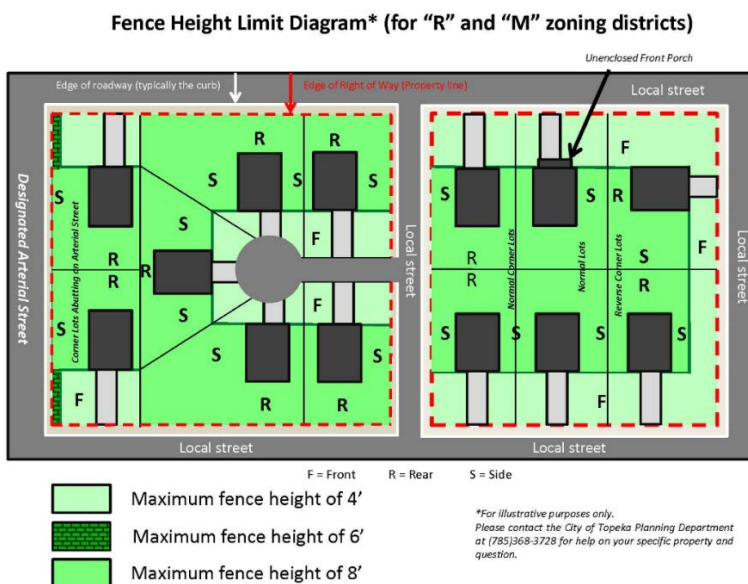 Fence Height Limit Diagram* (for “R” and “M” zoning districts)
Unenclosed Front Porch
Edge of roadway (typically the curb)
Edge of Right of Way (Property line)
Local street
R
R
F
S
S
S
S
S
S
R
Designated Arterial Street
S
F
Local street
S
F
R
R
R
R
R
Corner Lots Abutting an Arterial Street
Normal Corner Lots
Normal Lots
Reverse Corner Lots
R
S
F
S
S
S
S
S
S
S
S
F
R
R
F
Local street
Local street
Local street
F = Front R = Rear S = Side
Maximum fence height of 4’
Maximum fence height of 6’
Maximum fence height of 8’
*For illustrative purposes only.
Please contact the City of Topeka Planning Department
at (785)368-3728 for help on your specific property and
question.